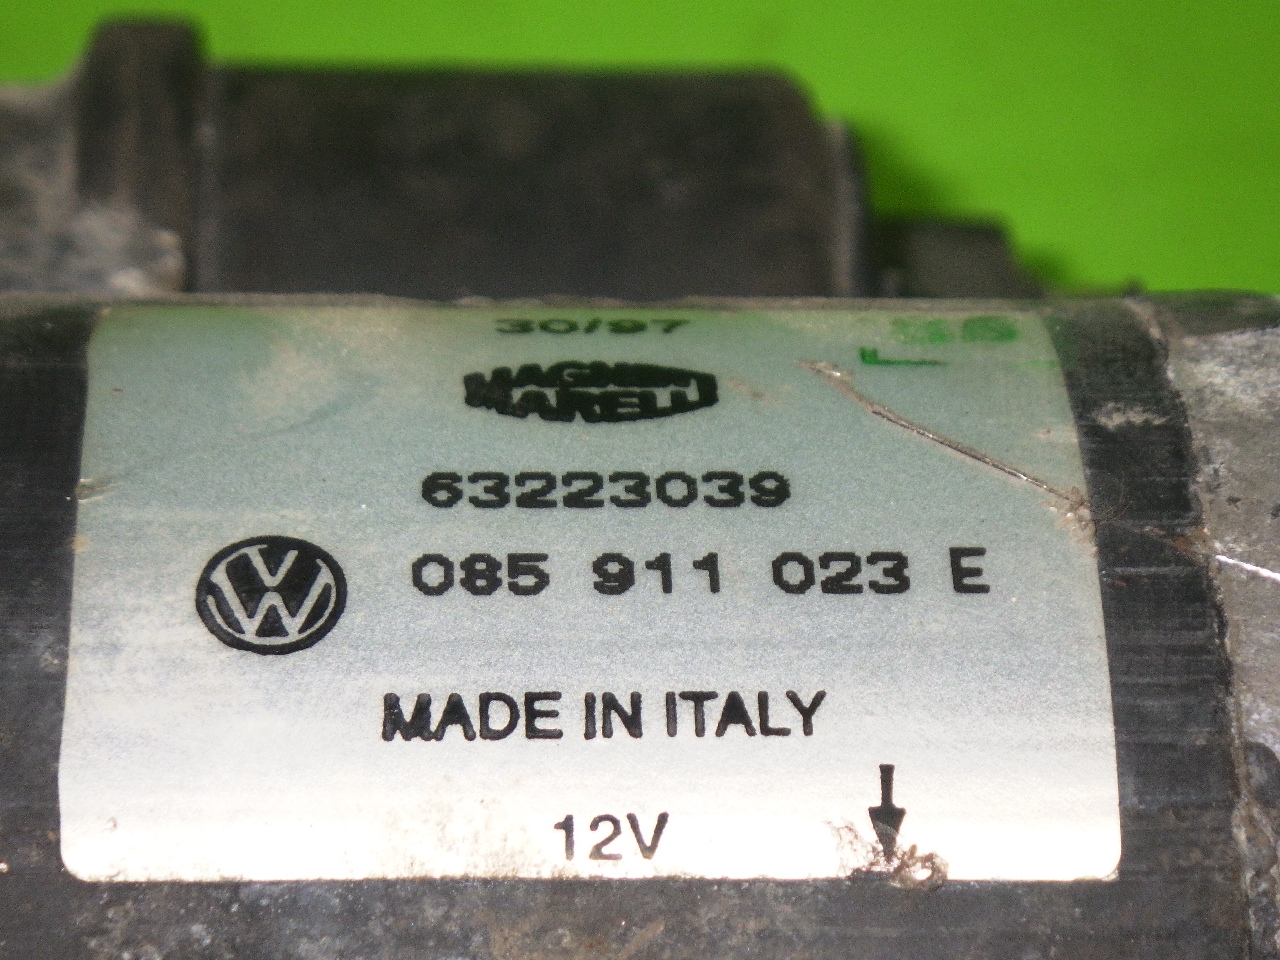 30/97
MAGNETI
MARELLI
63223039
085 911 023 E
MADE IN ITALY
12V